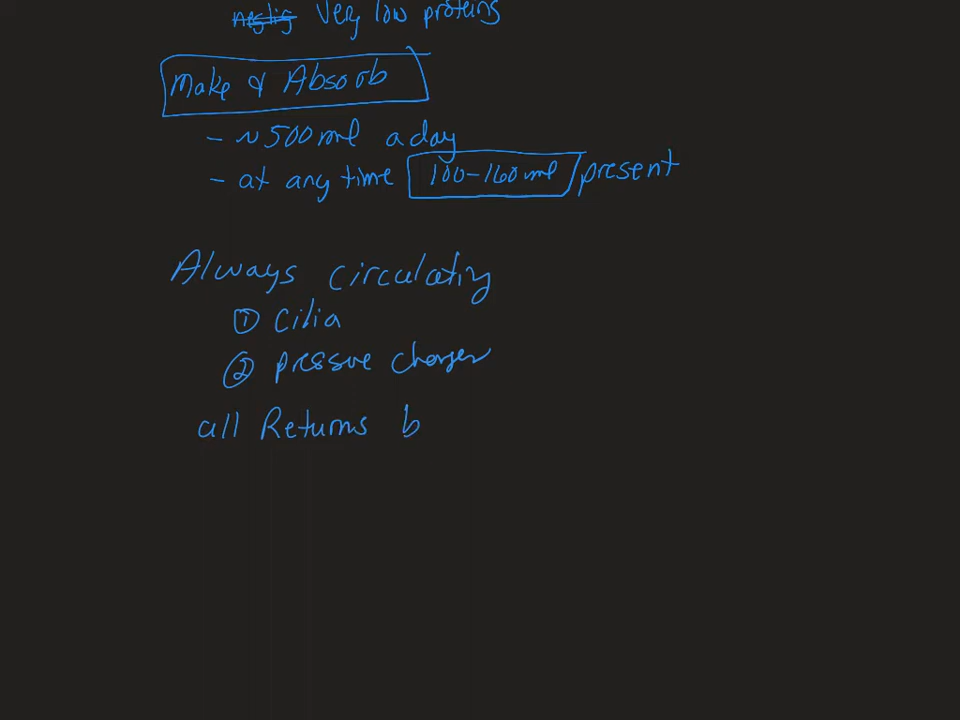 neglig Very low proteins
Make & Absorb
- ~500ml a day
- at any time 100-160ml present
Always circulating
① Cilia
② pressure changes
all Returns b